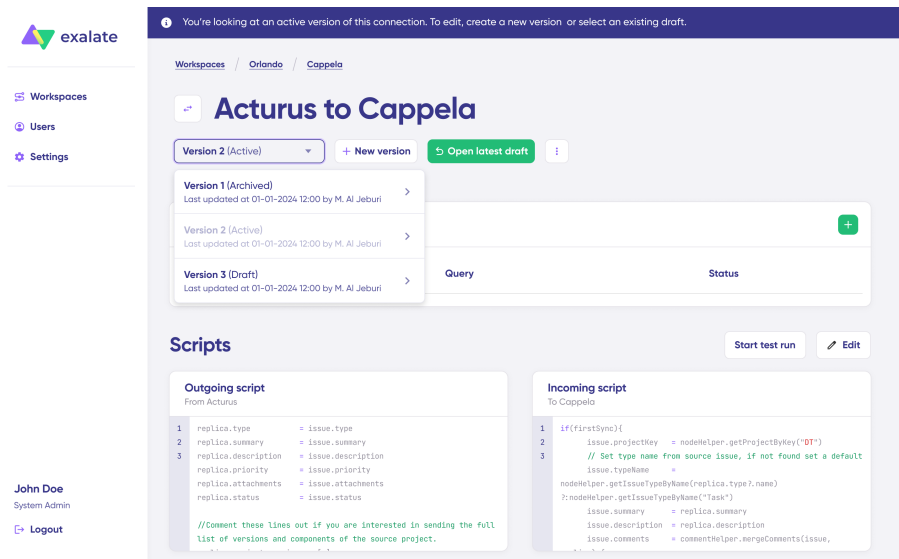 exalate
You're looking at an active version of this connection. To edit, create a new version or select an existing draft.
Workspaces / Orlando / Cappela
Workspaces
Users
Settings
Acturus to Cappela
Version 2 (Active)
+ New version
Open latest draft
Version 1 (Archived)
Last updated at 01-01-2024 12:00 by M. Al Jeburi
Version 2 (Active)
Last updated at 01-01-2024 12:00 by M. Al Jeburi
Version 3 (Draft)
Last updated at 01-01-2024 12:00 by M. Al Jeburi
Query
Status
Scripts
Start test run
Edit
Outgoing script
From Acturus
1 replica.type = issue.type
2 replica.summary = issue.summary
3 replica.description = issue.description
replica.priority = issue.priority
replica.attachments = issue.attachments
replica.status = issue.status
//Comment these lines out if you are interested in sending the full
list of versions and components of the source project.
Incoming script
To Cappela
1 if(firstSync){
2 issue.projectKey = nodeHelper.getProjectByKey("DT")
3 // Set type name from source issue, if not found set a default
issue.typeName =
nodeHelper.getIssueTypeByName(replica.type?.name)
?:nodeHelper.getIssueTypeByName("Task")
issue.summary = replica.summary
issue.description = replica.description
issue.comments = commentHelper.mergeComments(issue,
John Doe
System Admin
Logout